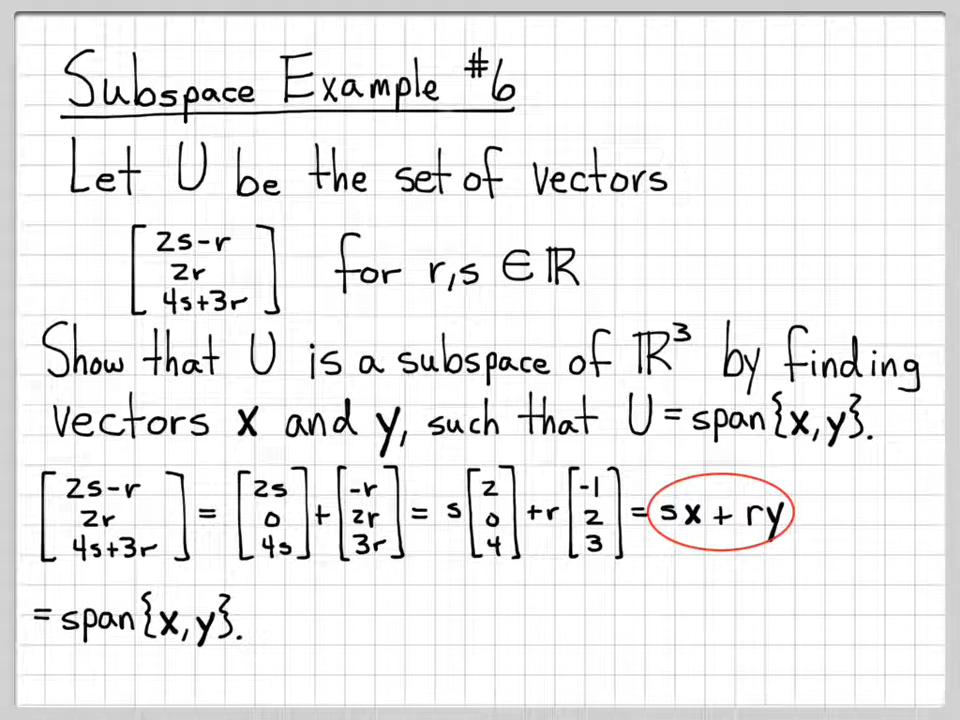 Subspace Example #6
Let U be the set of vectors
[2s-r
2r
4s+3r] for r,s ∈ ℝ
Show that U is a subspace of ℝ³ by finding
vectors x and y, such that U = span{x,y}.
[2s-r; 2r; 4s+3r] = [2s; 0; 4s] + [-r; 2r; 3r] = s[2; 0; 4] + r[-1; 2; 3] = sx + ry
= span{x,y}.